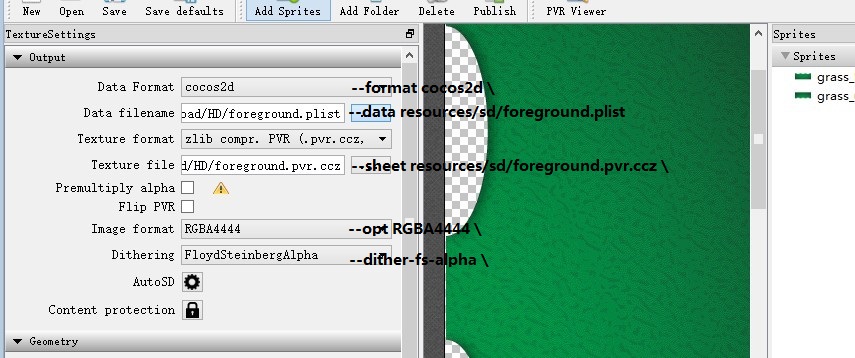 New Open Save Save defaults Add Sprites Add Folder Delete Publish PVR Viewer
TextureSettings
Output
Data Format cocos2d --format cocos2d \
Data filename oad/HD/foreground.plist --data resources/sd/foreground.plist
Texture format zlib compr. PVR (.pvr.ccz,
Texture file d/HD/foreground.pvr.ccz --sheet resources/sd/foreground.pvr.ccz \
Premultiply alpha
Flip PVR
Image format RGBA4444 --opt RGBA4444 \
Dithering FloydSteinbergAlpha --dither-fs-alpha \
AutoSD
Content protection
Geometry
Sprites
Sprites
grass_
grass_